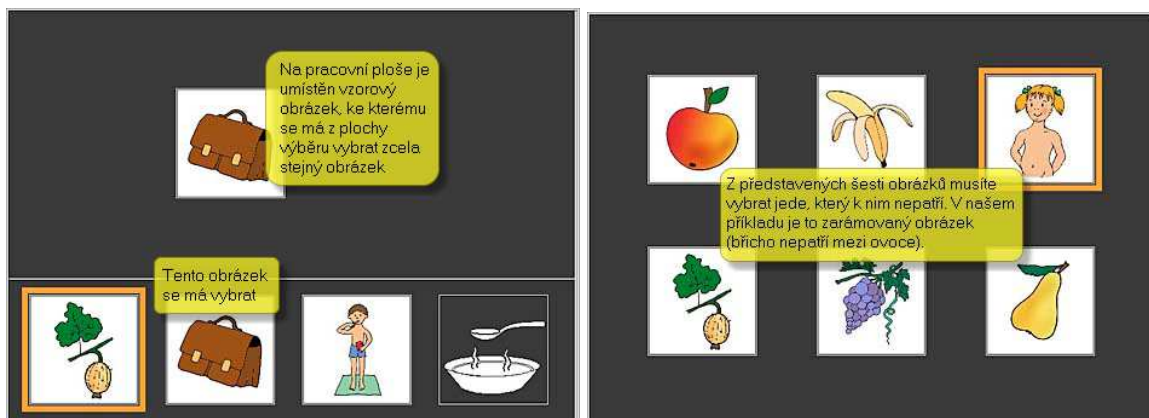 Na pracovní ploše je
umístěn vzorový
obrázek, ke kterému
se má z plochy
výběru vybrat zcela
stejný obrázek
Tento obrázek
se má vybrat
Z představených šesti obrázků musíte
vybrat jede, který k nim nepatří. V našem
příkladu je to zarámovaný obrázek
(břicho nepatří mezi ovoce).